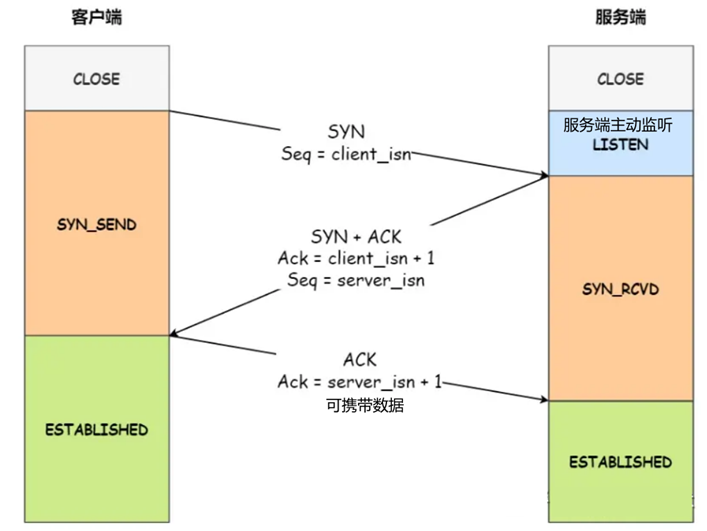 客户端
服务端
CLOSE
CLOSE
服务端主动监听
LISTEN
SYN
Seq = client_isn
SYN_SEND
SYN + ACK
Ack = client_isn + 1
Seq = server_isn
SYN_RCVD
ACK
Ack = server_isn + 1
可携带数据
ESTABLISHED
ESTABLISHED